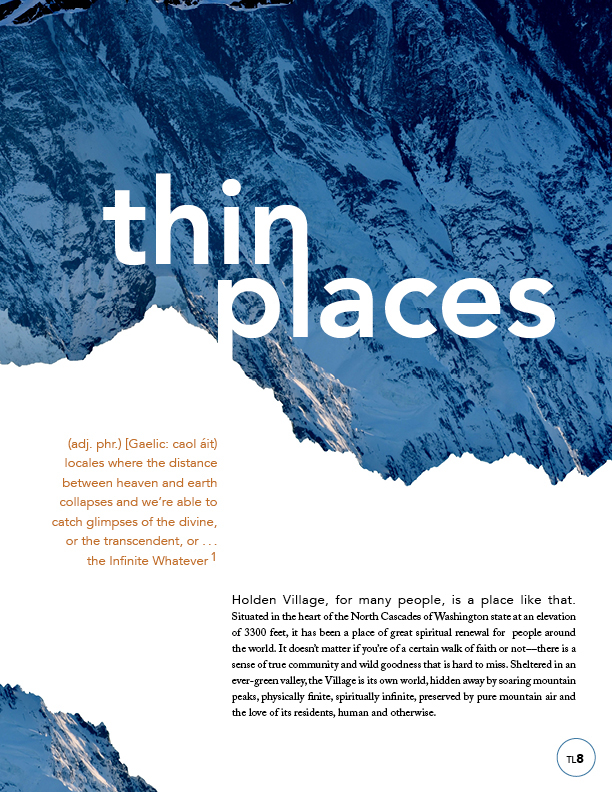 thin
places
(adj. phr.) [Gaelic: caol áit)
locales where the distance
between heaven and earth
collapses and we're able to
catch glimpses of the divine,
or the transcendent, or . . .
the Infinite Whatever 1
Holden Village, for many people, is a place like that.
Situated in the heart of the North Cascades of Washington state at an elevation
of 3300 feet, it has been a place of great spiritual renewal for people around
the world. It doesn't matter if you're of a certain walk of faith or not—there is a
sense of true community and wild goodness that is hard to miss. Sheltered in an
ever-green valley, the Village is its own world, hidden away by soaring mountain
peaks, physically finite, spiritually infinite, preserved by pure mountain air and
the love of its residents, human and otherwise.
TL8